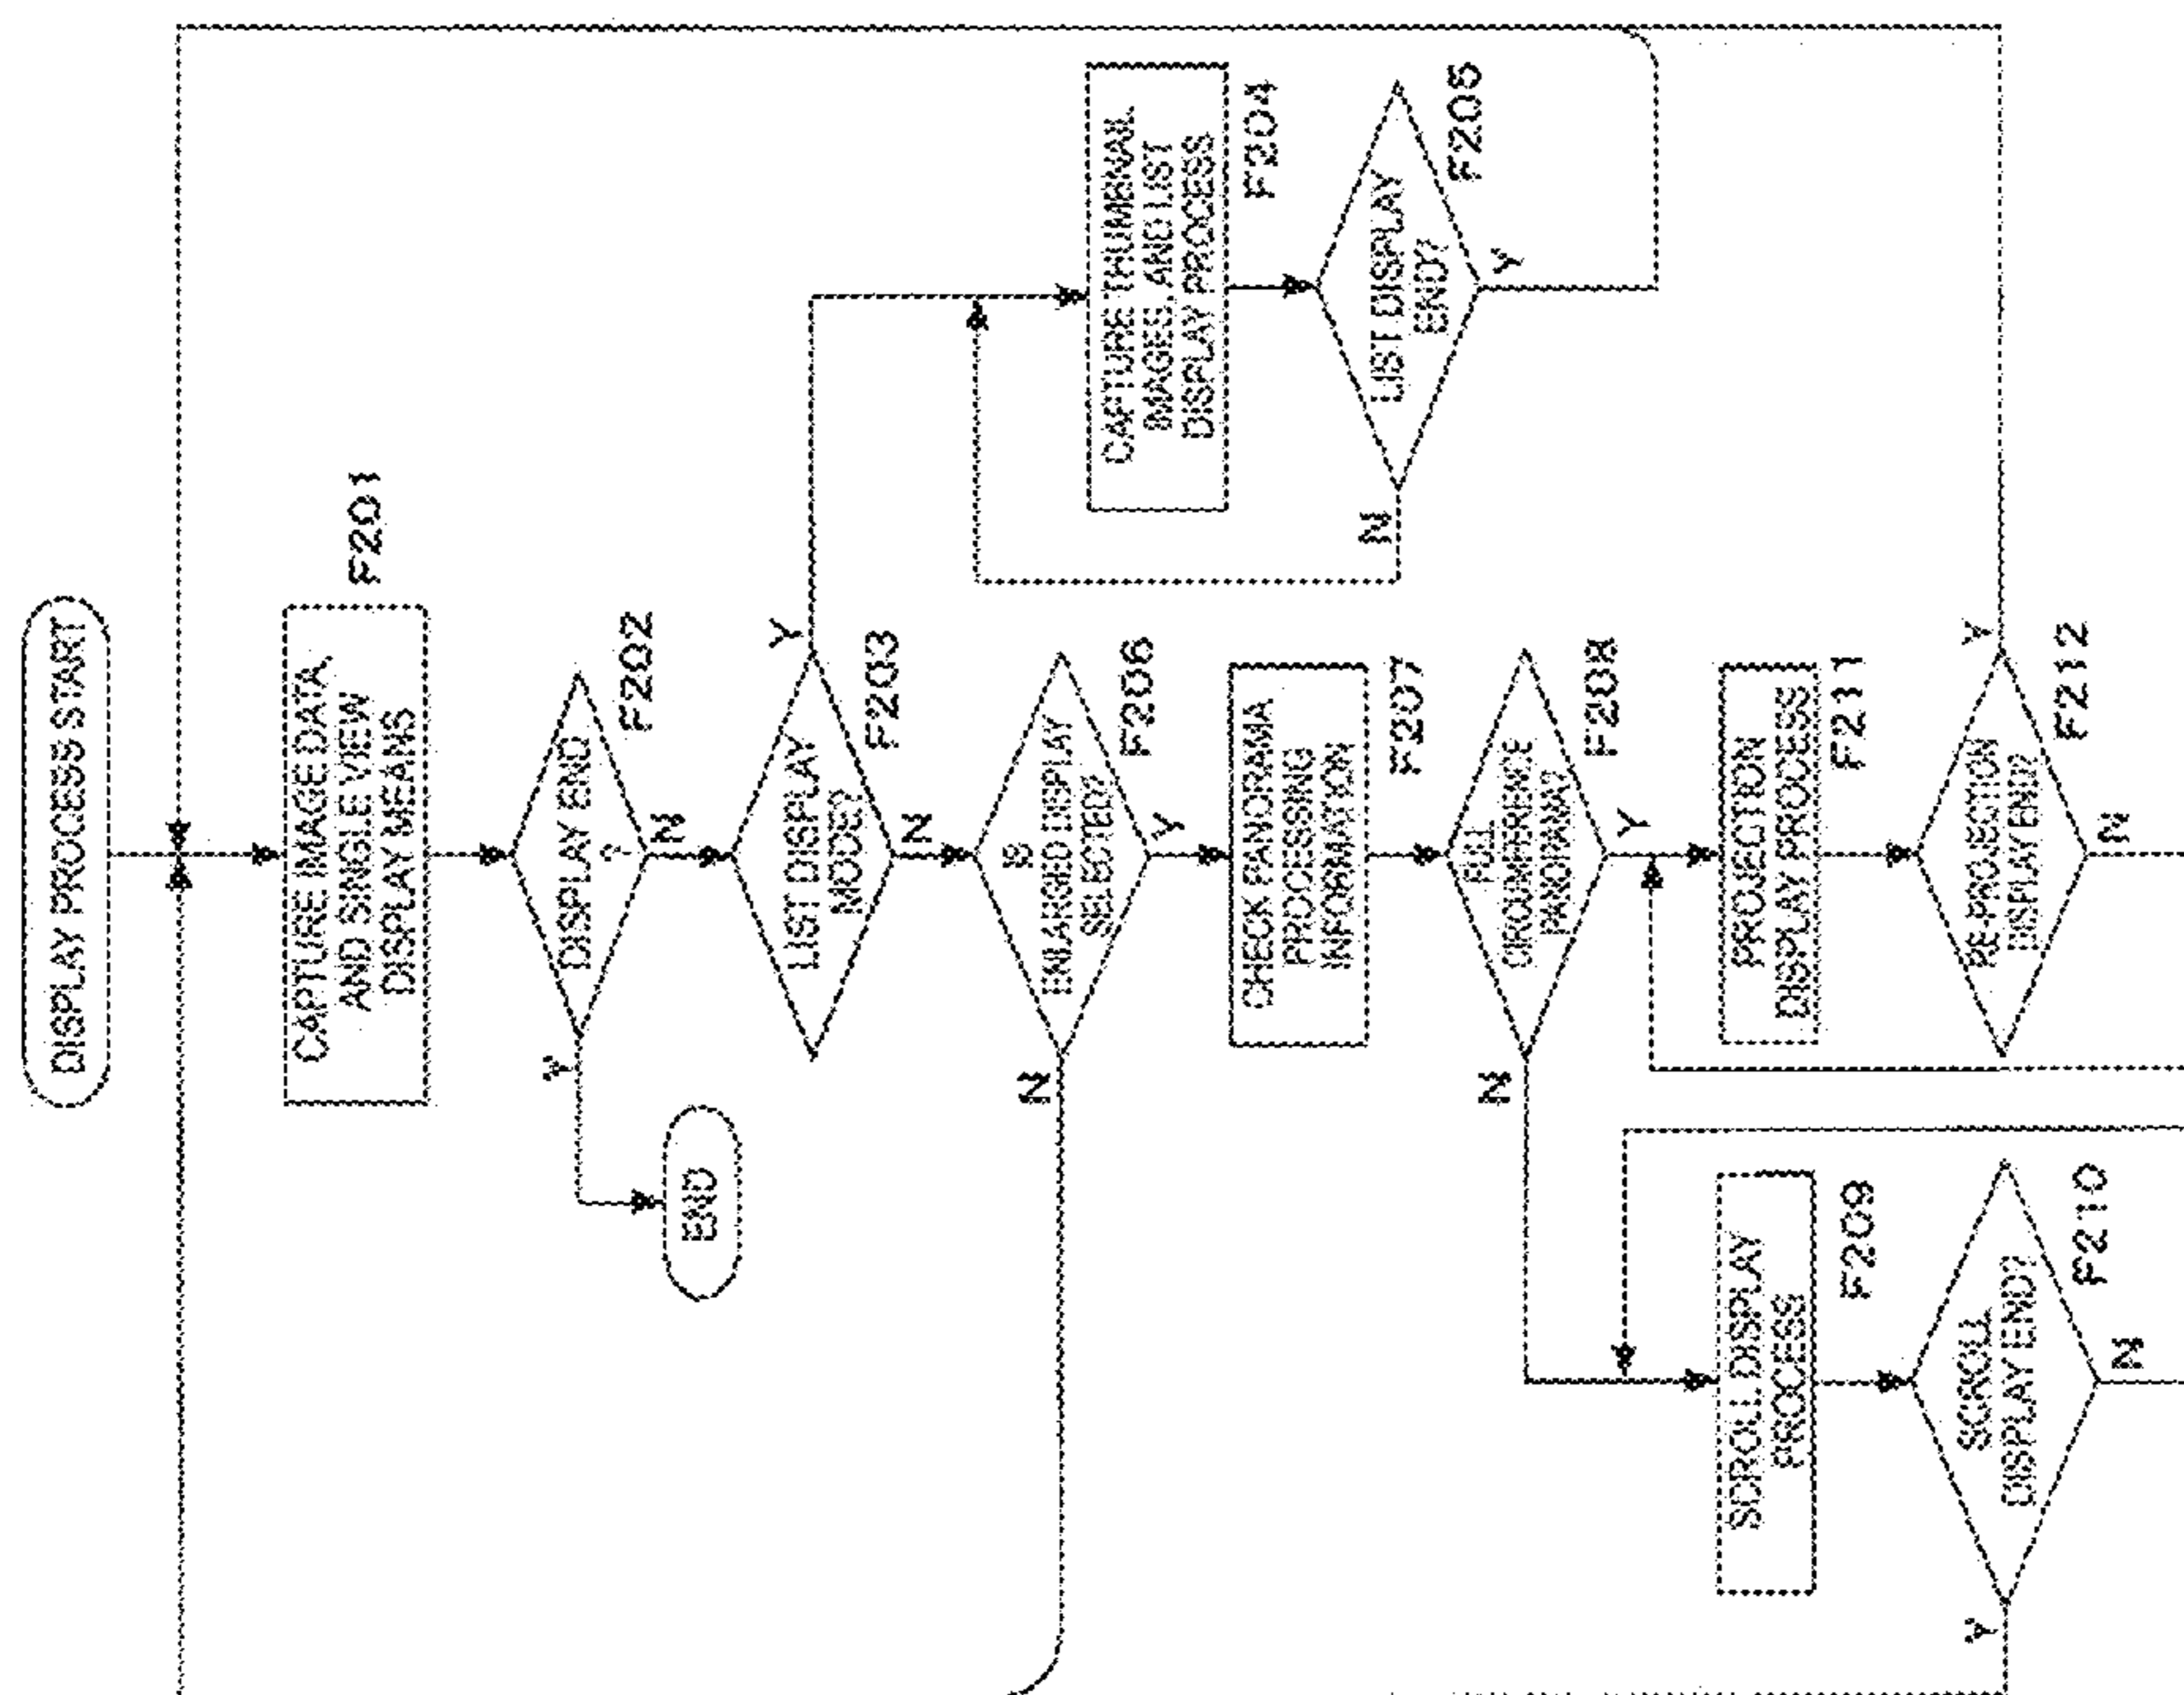 DISPLAY PROCESS START
CAPTURE IMAGE DATA,
AND SINGLE VIEW
DISPLAY MEANS
F201
DISPLAY END
?
F202
Y
N
END
LIST DISPLAY
MODE?
F203
Y
N
CAPTURE THUMBNAIL
IMAGES, AND LIST
DISPLAY PROCESS
F204
LIST DISPLAY
END?
F205
N
Y
IS
ENLARGED DISPLAY
SELECTED?
F206
N
Y
CHECK PANORAMA
PROCESSING
INFORMATION
F207
FULL
CIRCUMFERENCE
PANORAMA?
F208
N
Y
SCROLL DISPLAY
PROCESS
F209
SCROLL
DISPLAY END?
F210
Y
N
PROJECTION
DISPLAY PROCESS
F211
RE-PROJECTION
DISPLAY END?
F212
Y
N